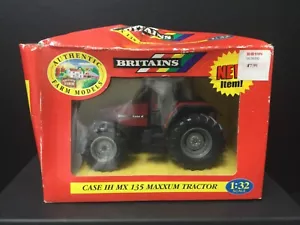 AUTHENTIC
FARM MODELS
BRITAINS
NEW
Item!
CASE IH MX 135 MAXXUM TRACTOR
1:32